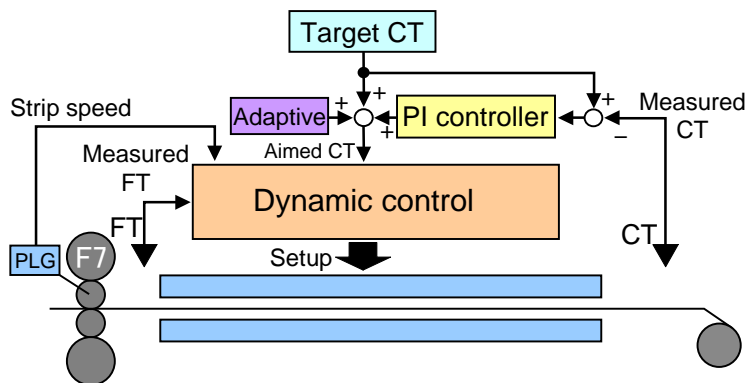 Target CT
Strip speed
Adaptive
+
+
+
PI controller
+
−
Measured
CT
Measured
FT
Aimed CT
Dynamic control
FT
F7
PLG
Setup
CT